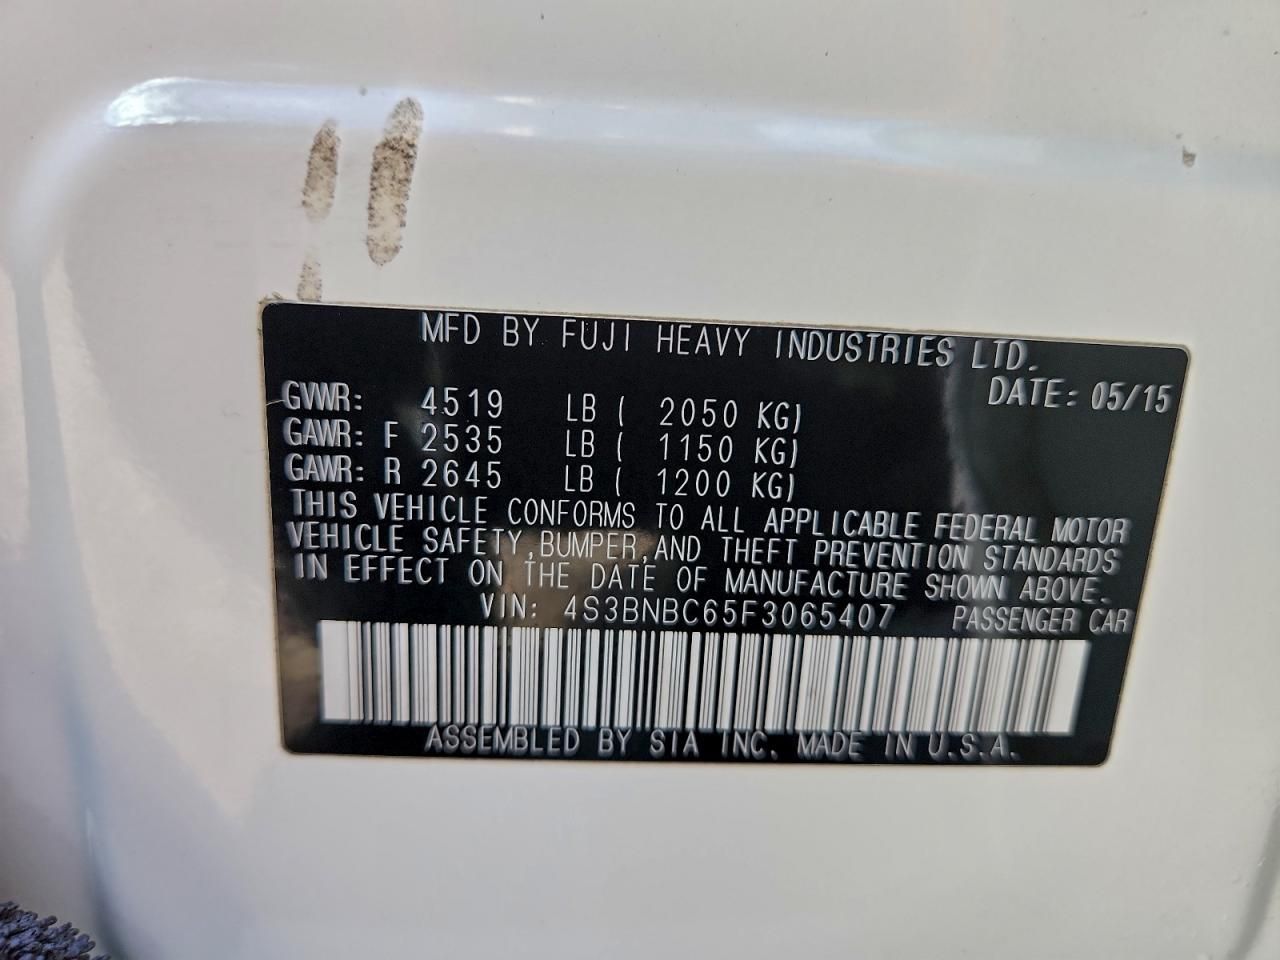 MFD BY FUJI HEAVY INDUSTRIES LTD.
DATE: 05/15
GVWR: 4519 LB ( 2050 KG)
GAWR: F 2535 LB ( 1150 KG)
GAWR: R 2645 LB ( 1200 KG)
THIS VEHICLE CONFORMS TO ALL APPLICABLE FEDERAL MOTOR
VEHICLE SAFETY,BUMPER,AND THEFT PREVENTION STANDARDS
IN EFFECT ON THE DATE OF MANUFACTURE SHOWN ABOVE.
VIN: 4S3BNBC65F3065407 PASSENGER CAR
ASSEMBLED BY SIA INC. MADE IN U.S.A.